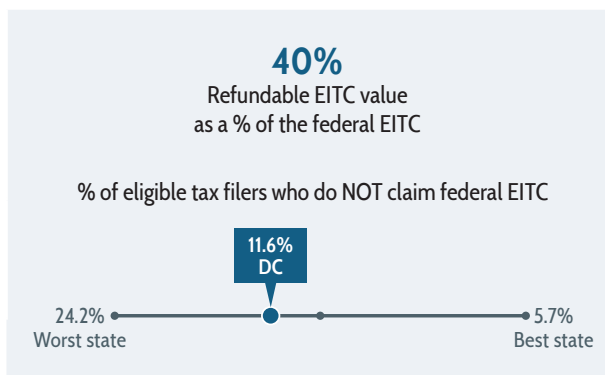 40%
Refundable EITC value
as a % of the federal EITC
% of eligible tax filers who do NOT claim federal EITC
11.6%
DC
24.2%
Worst state
5.7%
Best state